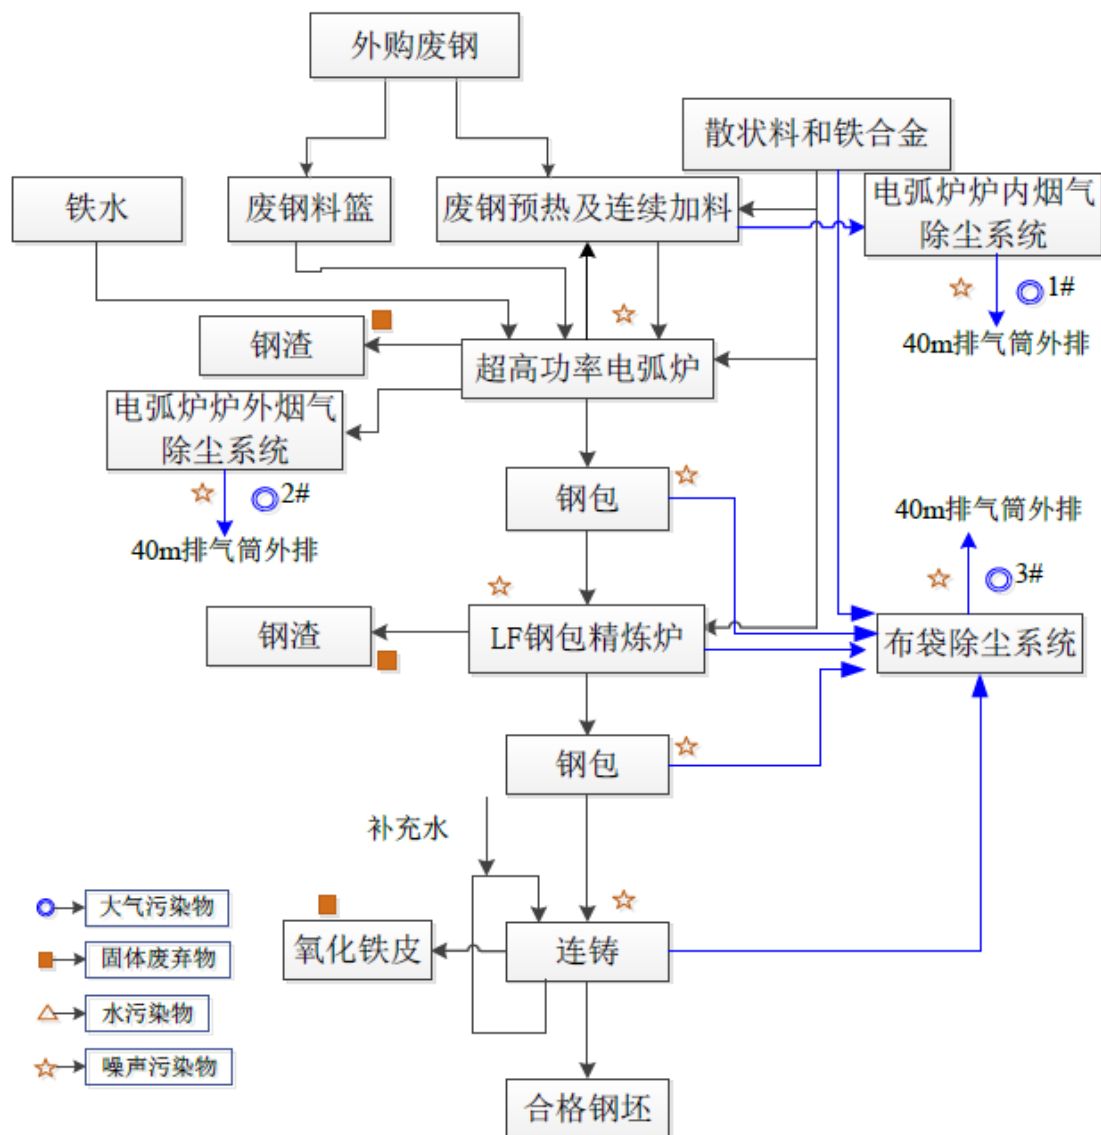 外购废钢
散状料和铁合金
铁水
废钢料篮
废钢预热及连续加料
电弧炉炉内烟气
除尘系统
1#
40m排气筒外排
钢渣
超高功率电弧炉
电弧炉炉外烟气
除尘系统
2#
40m排气筒外排
钢包
40m排气筒外排
3#
钢渣
LF钢包精炼炉
布袋除尘系统
钢包
补充水
氧化铁皮
连铸
合格钢坯
大气污染物
固体废弃物
水污染物
噪声污染物